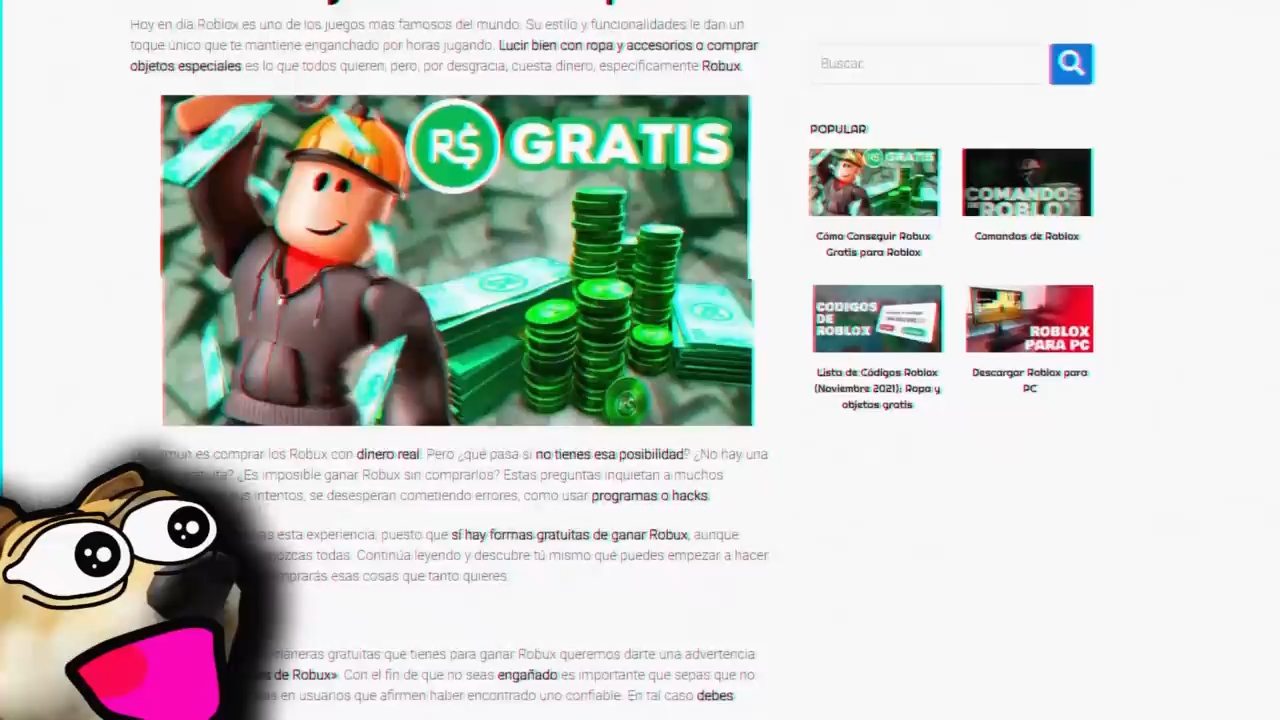 Hoy en día Roblox es uno de los juegos más famosos del mundo. Su estilo y funcionalidades le dan un
toque único que te mantiene enganchado por horas jugando. Lucir bien con ropa y accesorios o comprar
objetos especiales es lo que todos quieren, pero, por desgracia, cuesta dinero, específicamente Robux.
Buscar
R$ GRATIS
POPULAR
R$ GRATIS
COMANDOS
DE ROBLOX
Cómo Conseguir Robux
Gratis para Roblox
Comandos de Roblox
CODIGOS
DE
ROBLOX
ROBLOX
PARA PC
Lista de Códigos Roblox
(Noviembre 2021): Ropa y
objetos gratis
Descargar Roblox para
PC
es comprar los Robux con dinero real. Pero ¿qué pasa si no tienes esa posibilidad? ¿No hay una
¿Es imposible ganar Robux sin comprarlos? Estas preguntas inquietan a muchos
intentos, se desesperan cometiendo errores, como usar programas o hacks.
esta experiencia, puesto que sí hay formas gratuitas de ganar Robux, aunque
todas. Continúa leyendo y descubre tú mismo qué puedes empezar a hacer
esas cosas que tanto quieres.
maneras gratuitas que tienes para ganar Robux queremos darte una advertencia
de Robux». Con el fin de que no seas engañado es importante que sepas que no
en usuarios que afirmen haber encontrado uno confiable. En tal caso debes